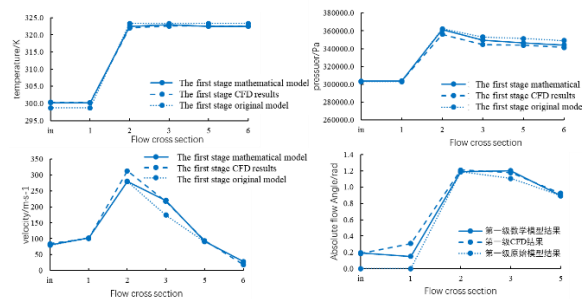 temperature/K
325.0
320.0
315.0
310.0
305.0
300.0
295.0
The first stage mathematical model
The first stage CFD results
The first stage original model
in 1 2 3 5 6
Flow cross section
prossuer/Pa
380000.0
360000.0
340000.0
320000.0
300000.0
280000.0
260000.0
The first stage mathematical
The first stage CFD results
The first stage original model
in 1 2 3 5 6
Flow cross section
velocity/m·s-1
350
300
250
200
150
100
50
0
The first stage mathematical model
The first stage CFD results
The first stage original model
in 1 2 3 5 6
Flow cross section
Absolute flow Angle/rad
1.4
1.2
1.0
0.8
0.6
0.4
0.2
0.0
第一级数学模型结果
第一级CFD结果
第一级原始模型结果
in 1 2 3 5
Flow cross section